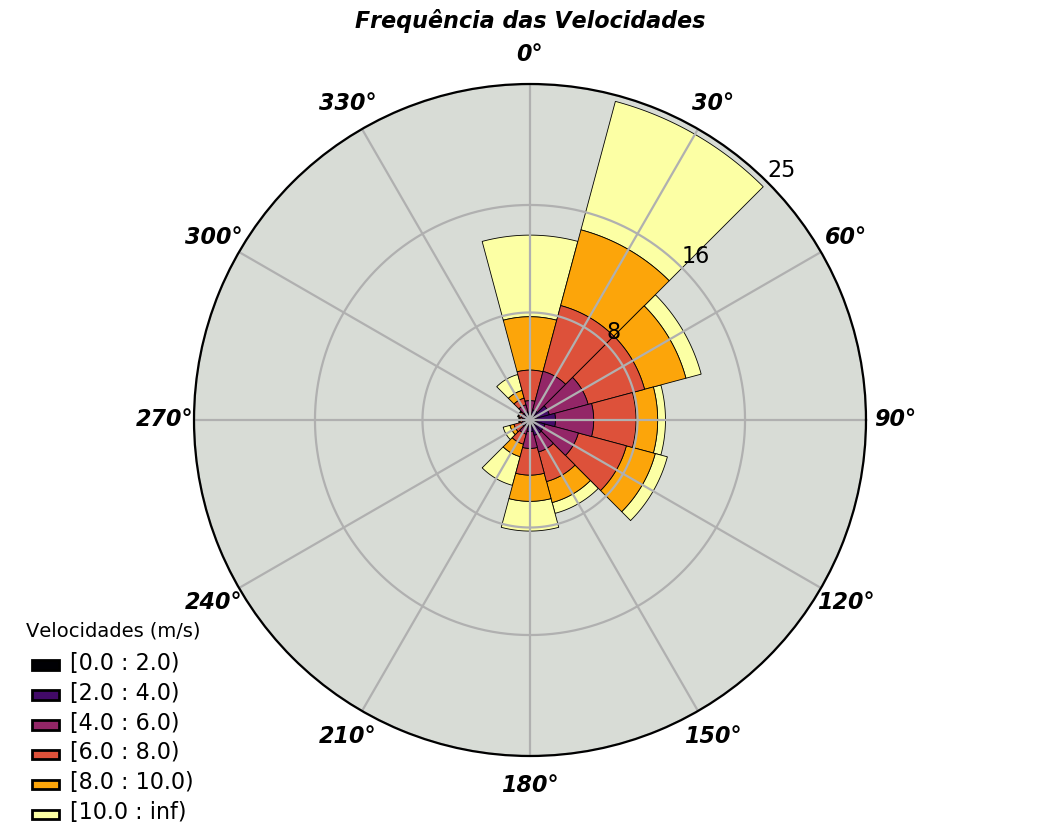 Frequência das Velocidades
0°
30°
60°
90°
120°
150°
180°
210°
240°
270°
300°
330°
25
16
8
Velocidades (m/s)
[0.0 : 2.0)
[2.0 : 4.0)
[4.0 : 6.0)
[6.0 : 8.0)
[8.0 : 10.0)
[10.0 : inf)